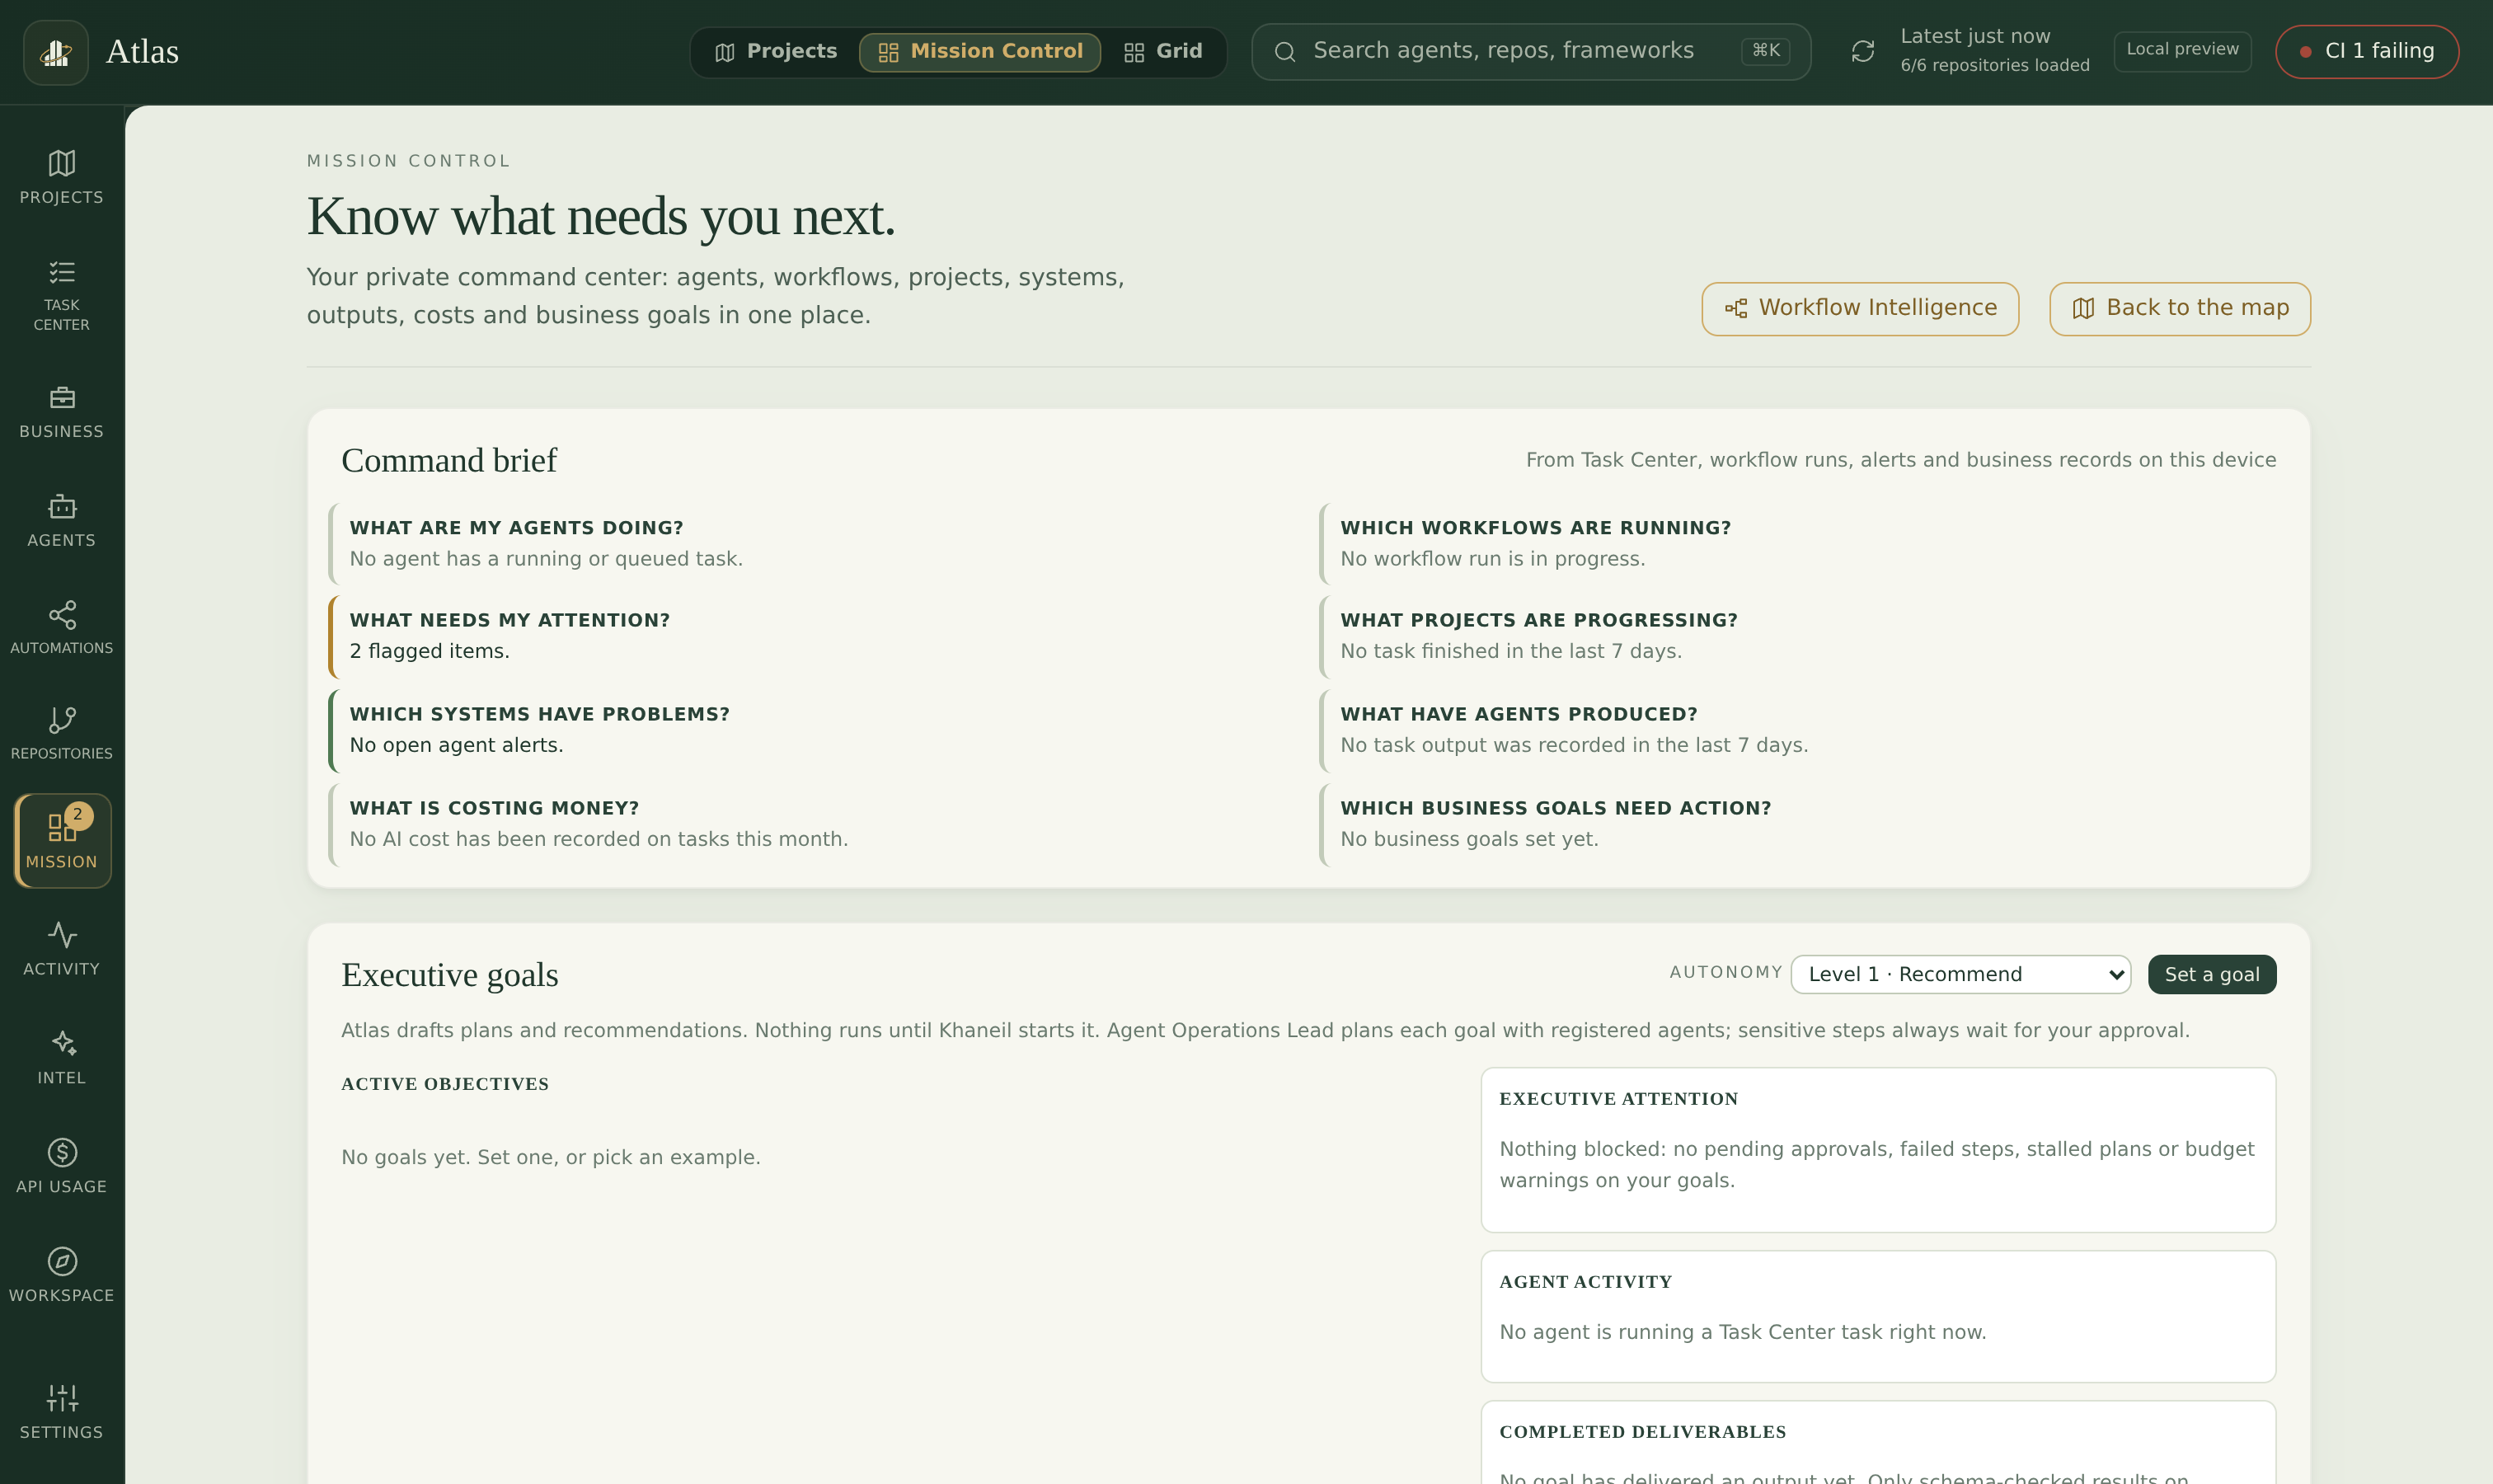 Atlas
Projects
Mission Control
Grid
Search agents, repos, frameworks
⌘K
Latest just now
6/6 repositories loaded
Local preview
CI 1 failing
PROJECTS
TASK
CENTER
BUSINESS
AGENTS
AUTOMATIONS
REPOSITORIES
2
MISSION
ACTIVITY
INTEL
API USAGE
WORKSPACE
SETTINGS
MISSION CONTROL
Know what needs you next.
Your private command center: agents, workflows, projects, systems,
outputs, costs and business goals in one place.
Workflow Intelligence
Back to the map
Command brief
From Task Center, workflow runs, alerts and business records on this device
WHAT ARE MY AGENTS DOING?
No agent has a running or queued task.
WHICH WORKFLOWS ARE RUNNING?
No workflow run is in progress.
WHAT NEEDS MY ATTENTION?
2 flagged items.
WHAT PROJECTS ARE PROGRESSING?
No task finished in the last 7 days.
WHICH SYSTEMS HAVE PROBLEMS?
No open agent alerts.
WHAT HAVE AGENTS PRODUCED?
No task output was recorded in the last 7 days.
WHAT IS COSTING MONEY?
No AI cost has been recorded on tasks this month.
WHICH BUSINESS GOALS NEED ACTION?
No business goals set yet.
Executive goals
AUTONOMY
Level 1 · Recommend
Set a goal
Atlas drafts plans and recommendations. Nothing runs until Khaneil starts it. Agent Operations Lead plans each goal with registered agents; sensitive steps always wait for your approval.
ACTIVE OBJECTIVES
No goals yet. Set one, or pick an example.
EXECUTIVE ATTENTION
Nothing blocked: no pending approvals, failed steps, stalled plans or budget
warnings on your goals.
AGENT ACTIVITY
No agent is running a Task Center task right now.
COMPLETED DELIVERABLES
No goal has delivered an output yet. Only schema-checked results on